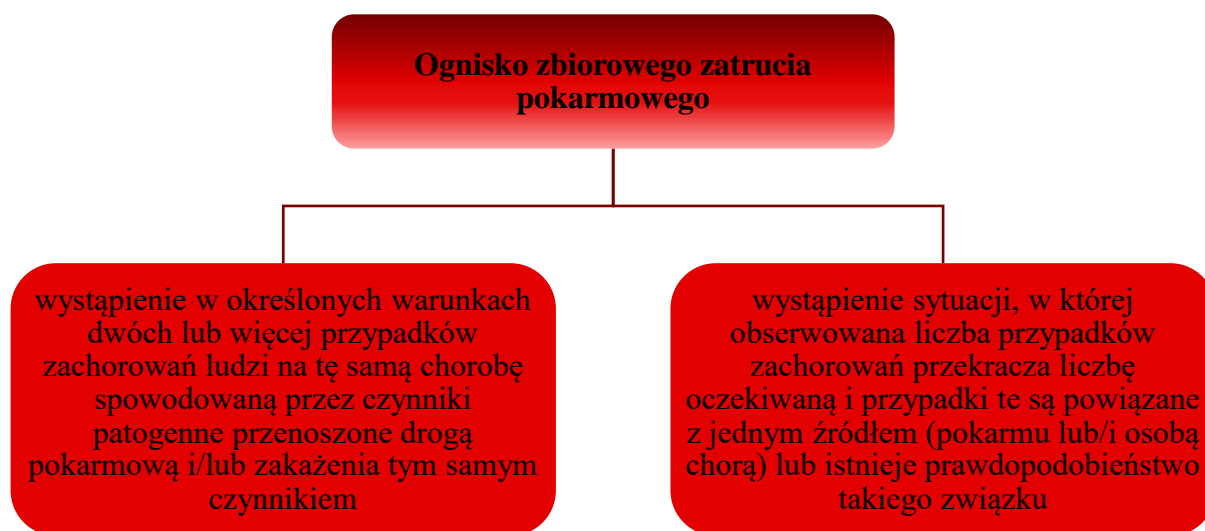 Ognisko zbiorowego zatrucia
pokarmowego
wystąpienie w określonych warunkach
dwóch lub więcej przypadków
zachorowań ludzi na tę samą chorobę
spowodowaną przez czynniki
patogenne przenoszone drogą
pokarmową i/lub zakażenia tym samym
czynnikiem
wystąpienie sytuacji, w której
obserwowana liczba przypadków
zachorowań przekracza liczbę
oczekiwaną i przypadki te są powiązane
z jednym źródłem (pokarmu lub/i osobą
chorą) lub istnieje prawdopodobieństwo
takiego związku